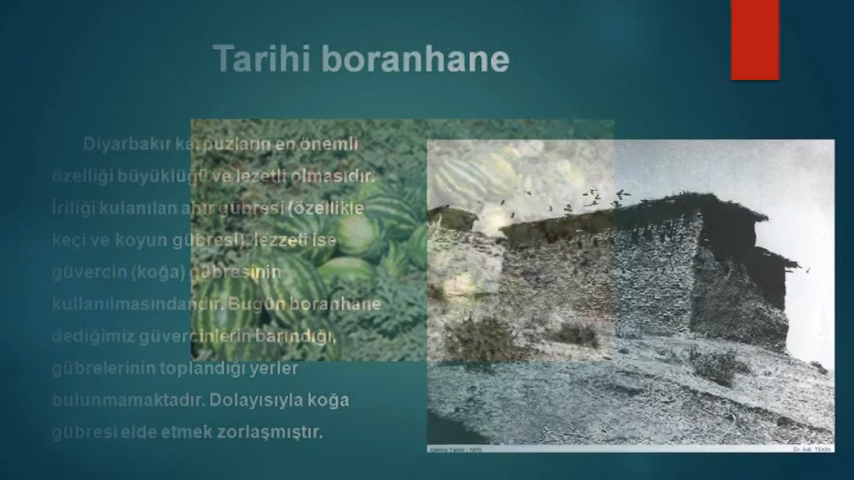 Tarihi boranhane
Diyarbakır karpuzların en önemli
özelliği büyüklüğü ve lezetli olmasıdır.
İriliği kulanılan ahır gübresi (özellikle
keçi ve koyun gübresi), lezzeti ise
güvercin (koğa) gübresinin
kullanılmasındandır. Bugün boranhane
dediğimiz güvercinlerin barındığı,
gübrelerinin toplandığı yerler
bulunmamaktadır. Dolayısıyla koğa
gübresi elde etmek zorlaşmıştır.